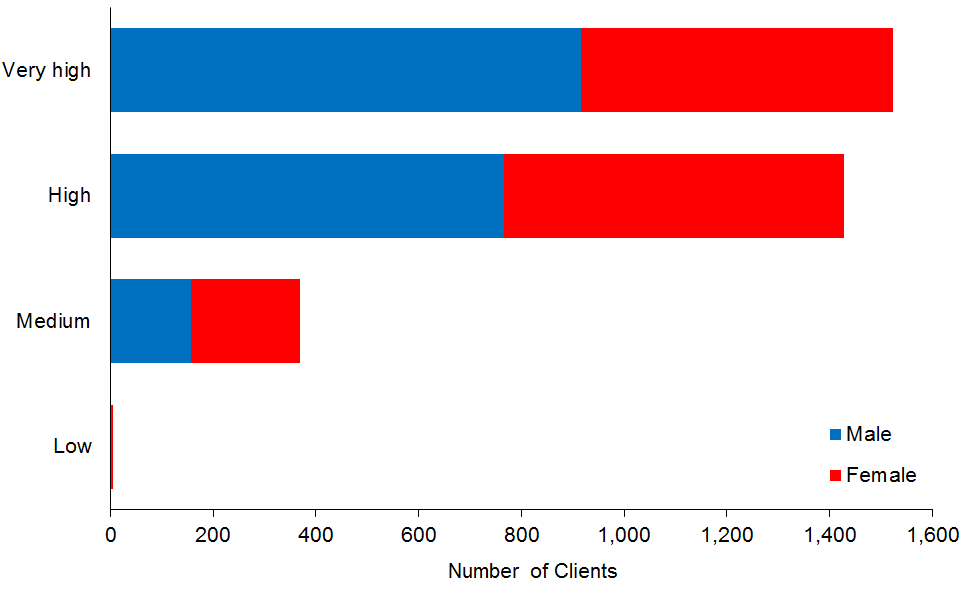 Very high
High
Medium
Low
Male
Female
0 200 400 600 800 1,000 1,200 1,400 1,600
Number of Clients